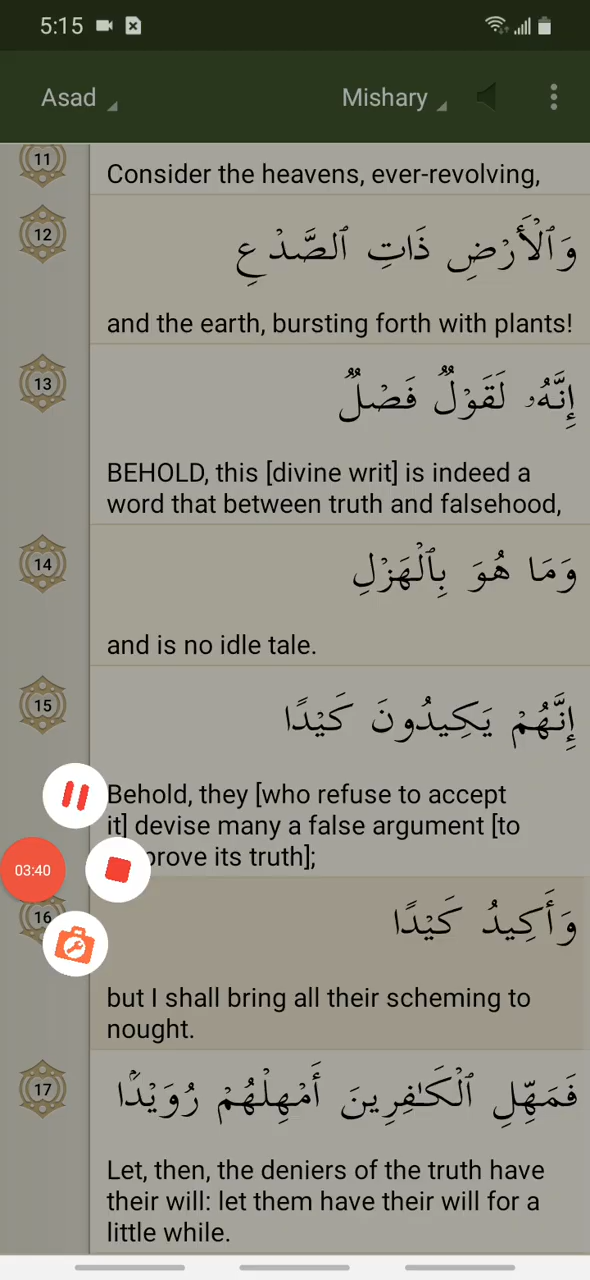 5:15
Asad
Mishary
11
Consider the heavens, ever-revolving,
12
وَٱلْأَرْضِ ذَاتِ ٱلصَّدْعِ
and the earth, bursting forth with plants!
13
إِنَّهُۥ لَقَوْلٌ فَصْلٌ
BEHOLD, this [divine writ] is indeed a
word that between truth and falsehood,
14
وَمَا هُوَ بِٱلْهَزْلِ
and is no idle tale.
15
إِنَّهُمْ يَكِيدُونَ كَيْدًا
Behold, they [who refuse to accept
it] devise many a false argument [to
prove its truth];
03:40
16
وَأَكِيدُ كَيْدًا
but I shall bring all their scheming to
nought.
17
فَمَهِّلِ ٱلْكَـٰفِرِينَ أَمْهِلْهُمْ رُوَيْدًۢا
Let, then, the deniers of the truth have
their will: let them have their will for a
little while.